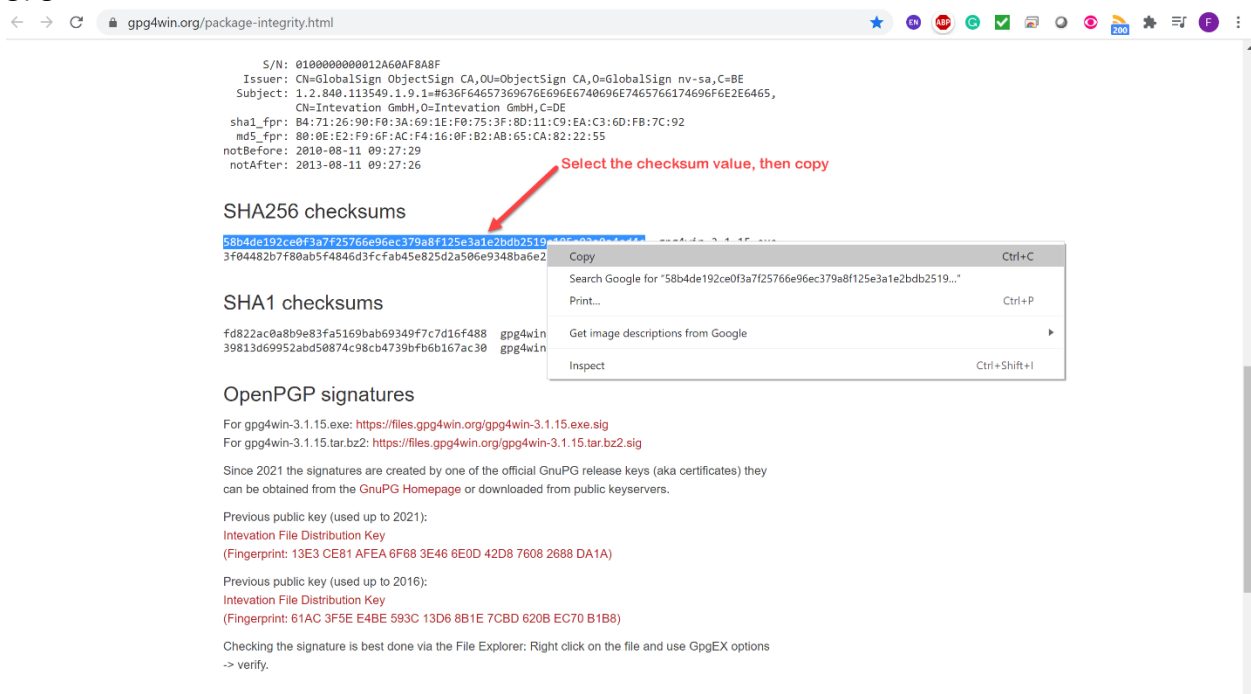 gpg4win.org/package-integrity.html
EN ABP G 200 F
S/N: 0100000000012A60AF8A8F
Issuer: CN=GlobalSign ObjectSign CA,OU=ObjectSign CA,O=GlobalSign nv-sa,C=BE
Subject: 1.2.840.113549.1.9.1=#636F64657369676E696E6740696E7465766174696F6E2E6465,
CN=Intevation GmbH,O=Intevation GmbH,C=DE
sha1_fpr: B4:71:26:90:F0:3A:69:1E:F0:75:3F:8D:11:C9:EA:C3:6D:FB:7C:92
md5_fpr: 80:0E:E2:F9:6F:AC:F4:16:0F:B2:AB:65:CA:82:22:55
notBefore: 2010-08-11 09:27:29
notAfter: 2013-08-11 09:27:26
Select the checksum value, then copy
SHA256 checksums
58b4de192ce0f3a7f25766e96ec379a8f125e3a1e2bdb2519
3f04482b7f80ab5f4846d3fcfab45e825d2a506e9348ba6e2
Copy Ctrl+C
Search Google for "58b4de192ce0f3a7f25766e96ec379a8f125e3a1e2bdb2519..."
Print... Ctrl+P
Get image descriptions from Google
Inspect Ctrl+Shift+I
SHA1 checksums
fd822ac0a8b9e83fa5169bab69349f7c7d16f488 gpg4win
39813d69952abd50874c98cb4739bfb6b167ac30 gpg4win
OpenPGP signatures
For gpg4win-3.1.15.exe: https://files.gpg4win.org/gpg4win-3.1.15.exe.sig
For gpg4win-3.1.15.tar.bz2: https://files.gpg4win.org/gpg4win-3.1.15.tar.bz2.sig
Since 2021 the signatures are created by one of the official GnuPG release keys (aka certificates) they
can be obtained from the GnuPG Homepage or downloaded from public keyservers.
Previous public key (used up to 2021):
Intevation File Distribution Key
(Fingerprint: 13E3 CE81 AFEA 6F68 3E46 6E0D 42D8 7608 2688 DA1A)
Previous public key (used up to 2016):
Intevation File Distribution Key
(Fingerprint: 61AC 3F5E E4BE 593C 13D6 8B1E 7CBD 620B EC70 B1B8)
Checking the signature is best done via the File Explorer: Right click on the file and use GpgEX options
-> verify.